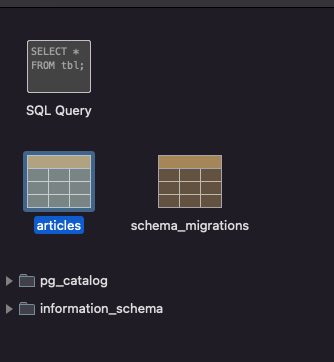 SELECT *
FROM tbl;
SQL Query
articles
schema_migrations
pg_catalog
information_schema